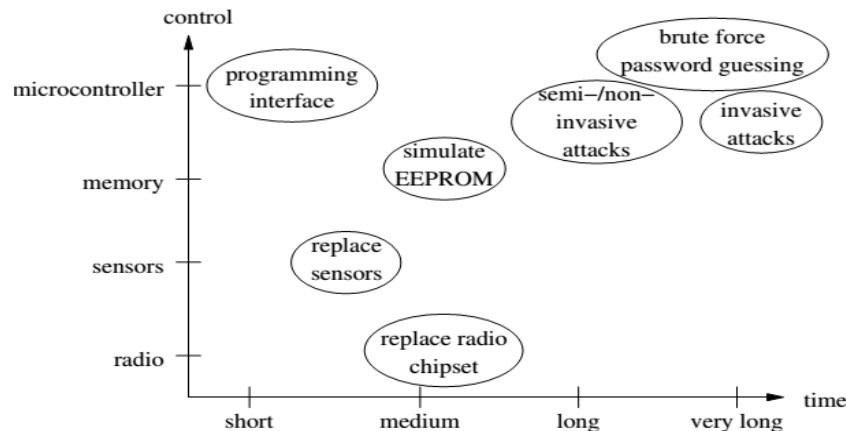 control
brute force
password guessing
microcontroller
programming
interface
semi–/non–
invasive
attacks
invasive
attacks
simulate
EEPROM
memory
replace
sensors
sensors
replace radio
chipset
radio
time
short
medium
long
very long